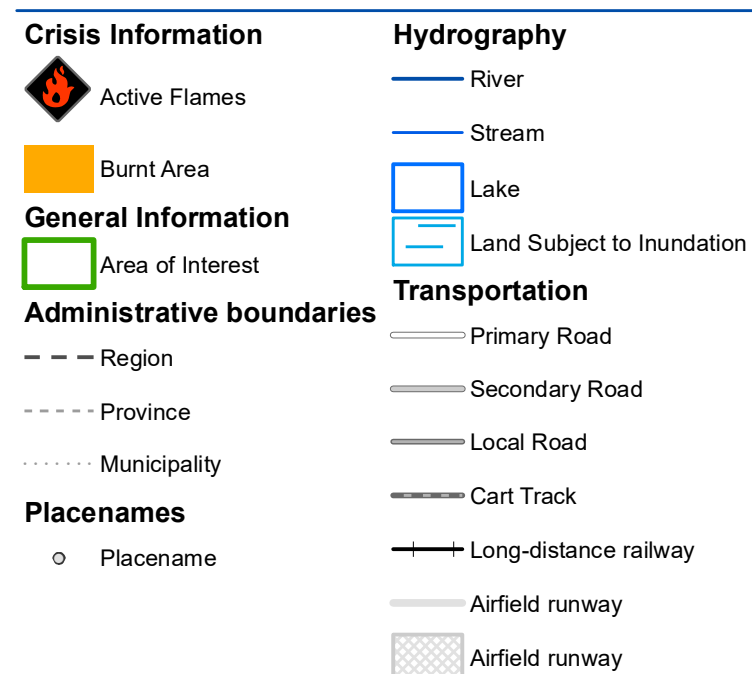 Crisis Information
Active Flames
Burnt Area
General Information
Area of Interest
Administrative boundaries
Region
Province
Municipality
Placenames
Placename
Hydrography
River
Stream
Lake
Land Subject to Inundation
Transportation
Primary Road
Secondary Road
Local Road
Cart Track
Long-distance railway
Airfield runway
Airfield runway